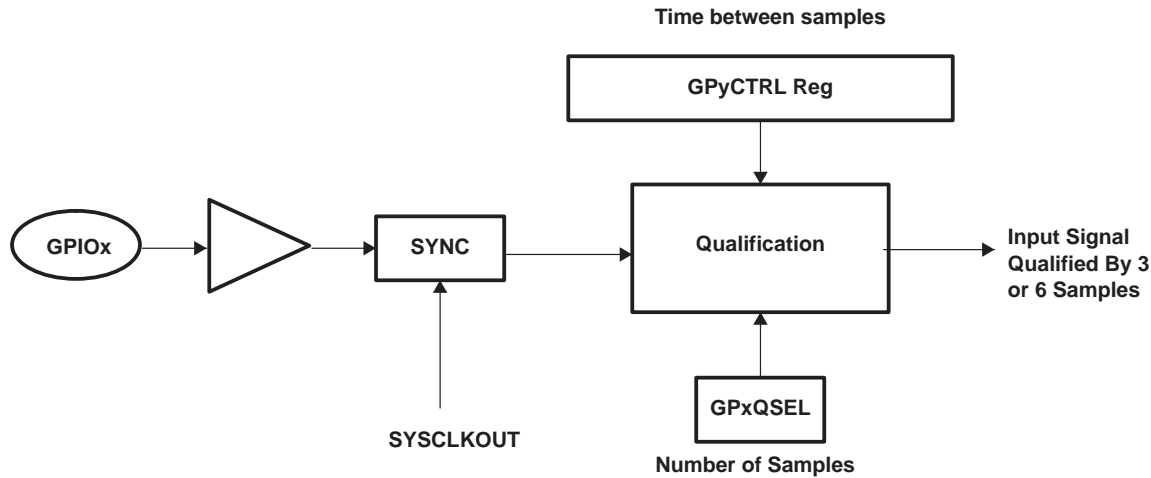 Time between samples
GPyCTRL Reg
GPIOx
SYNC
Qualification
Input Signal
Qualified By 3
or 6 Samples
GPxQSEL
SYSCLKOUT
Number of Samples